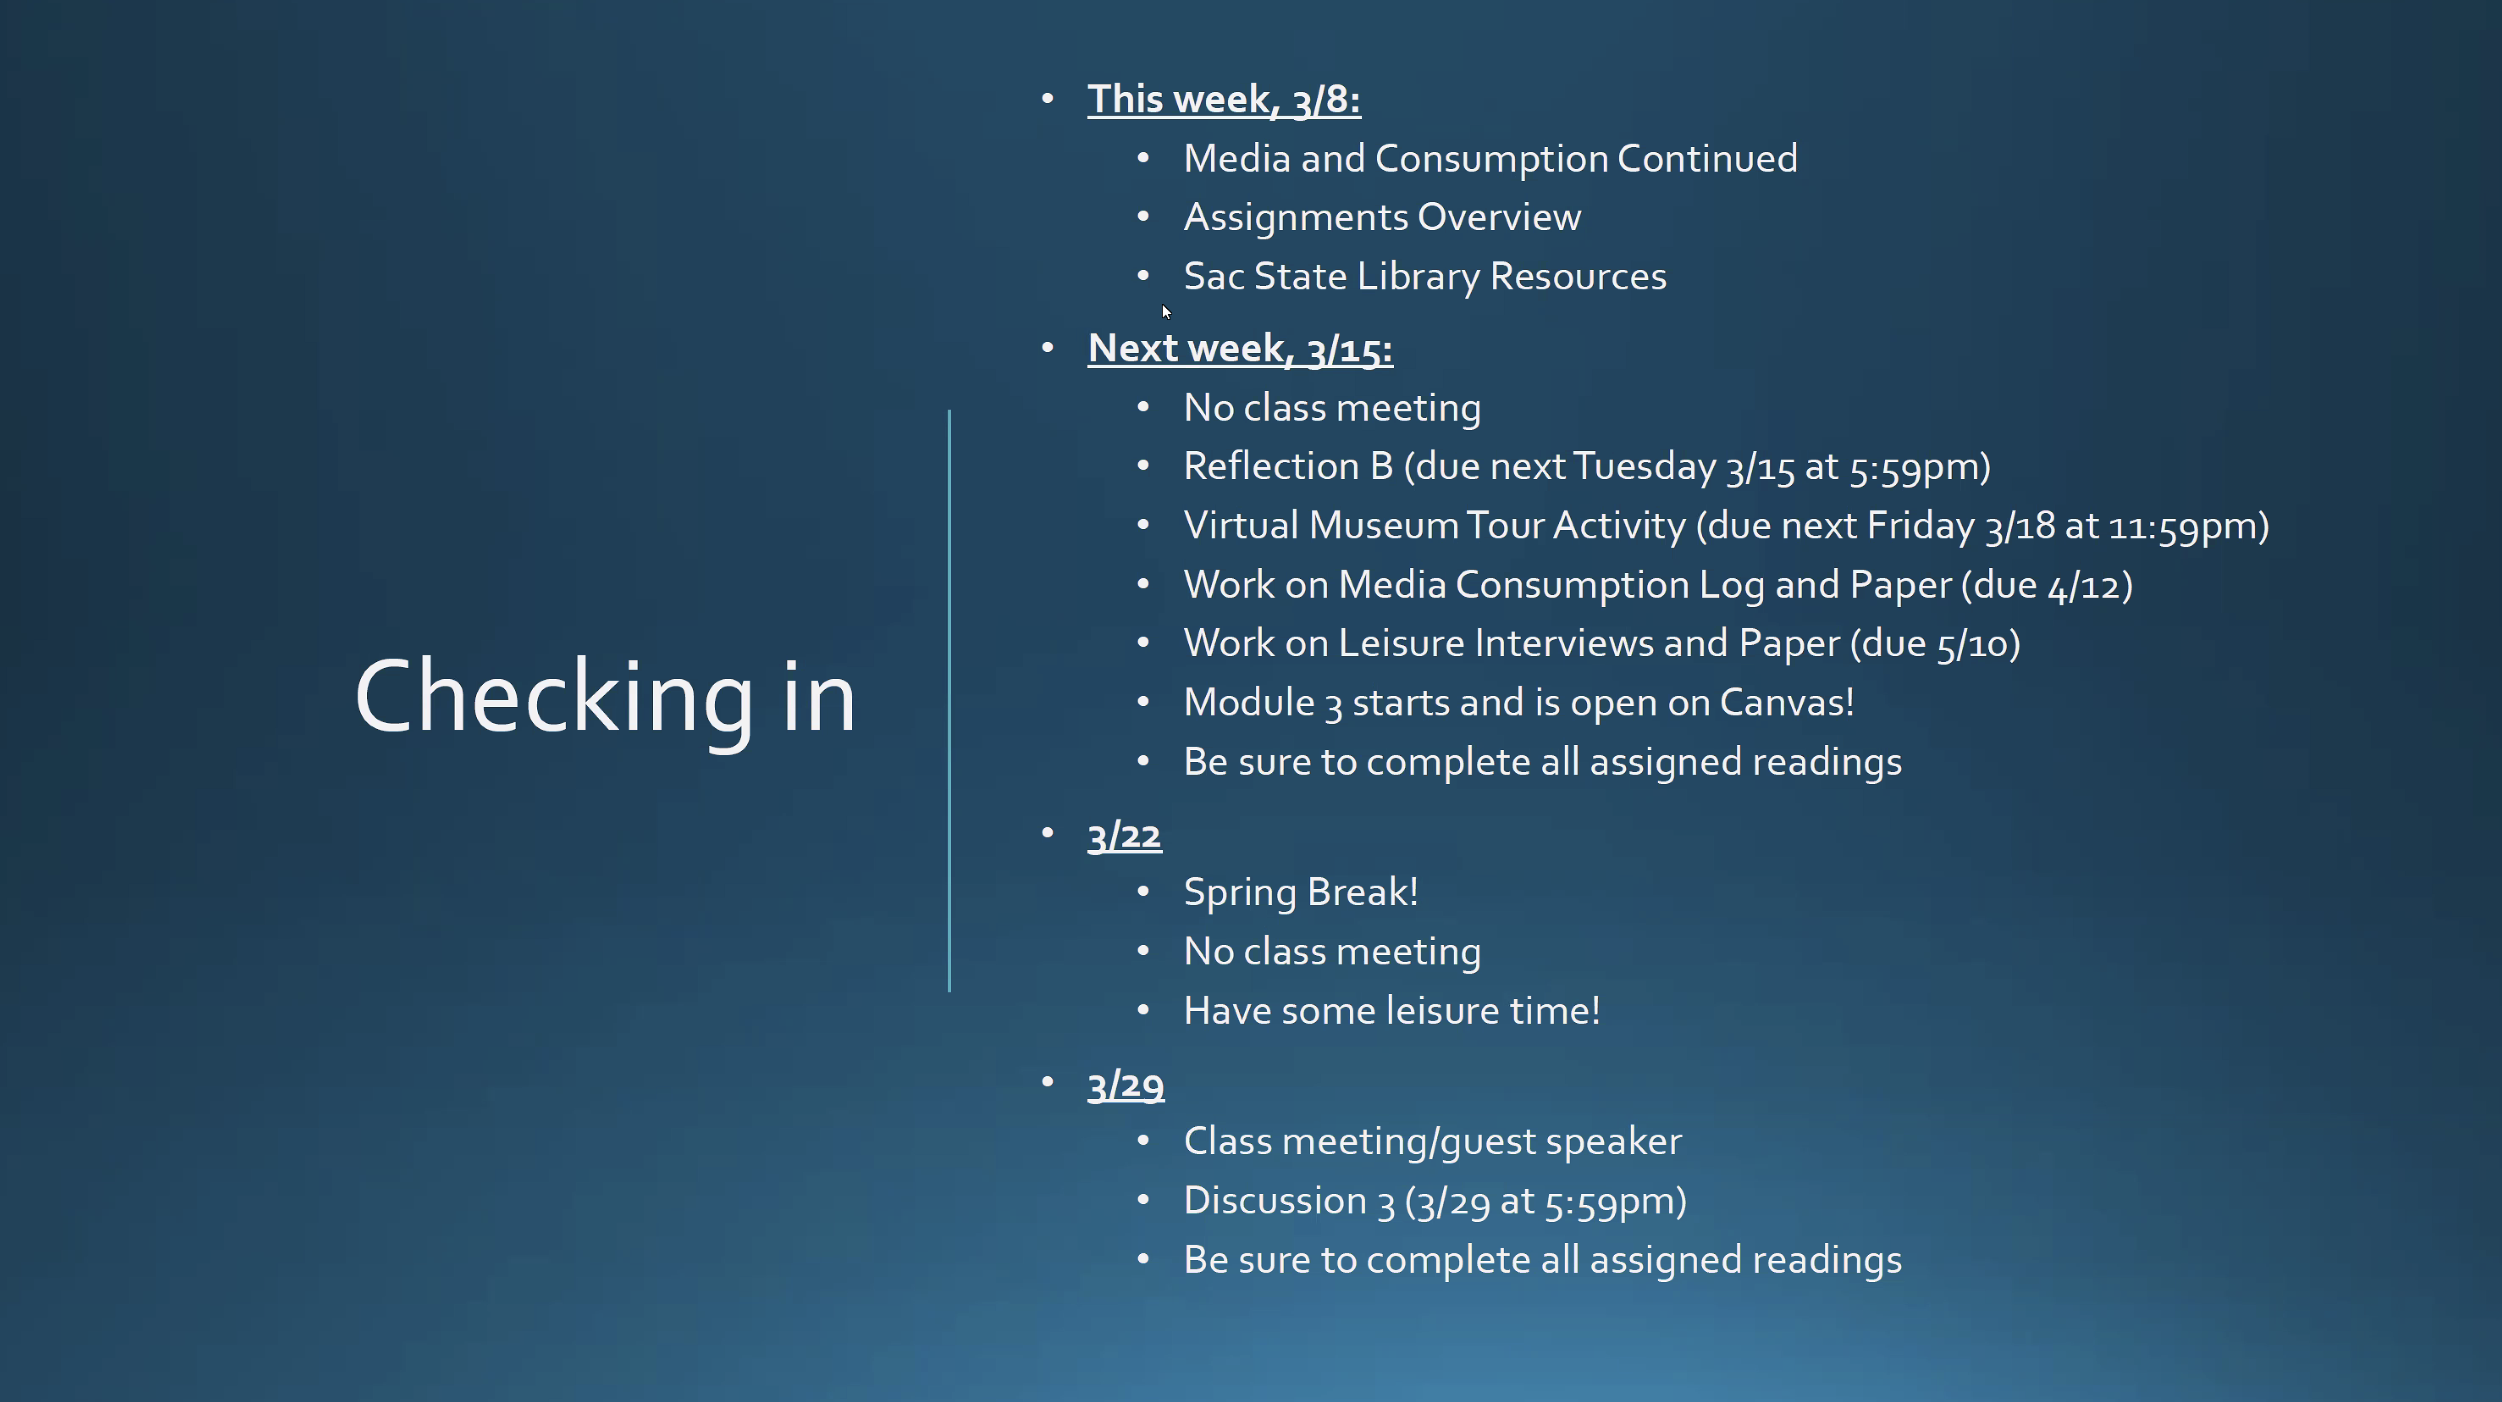 Checking in
• This week, 3/8:
• Media and Consumption Continued
• Assignments Overview
• Sac State Library Resources
• Next week, 3/15:
• No class meeting
• Reflection B (due next Tuesday 3/15 at 5:59pm)
• Virtual Museum Tour Activity (due next Friday 3/18 at 11:59pm)
• Work on Media Consumption Log and Paper (due 4/12)
• Work on Leisure Interviews and Paper (due 5/10)
• Module 3 starts and is open on Canvas!
• Be sure to complete all assigned readings
• 3/22
• Spring Break!
• No class meeting
• Have some leisure time!
• 3/29
• Class meeting/guest speaker
• Discussion 3 (3/29 at 5:59pm)
• Be sure to complete all assigned readings